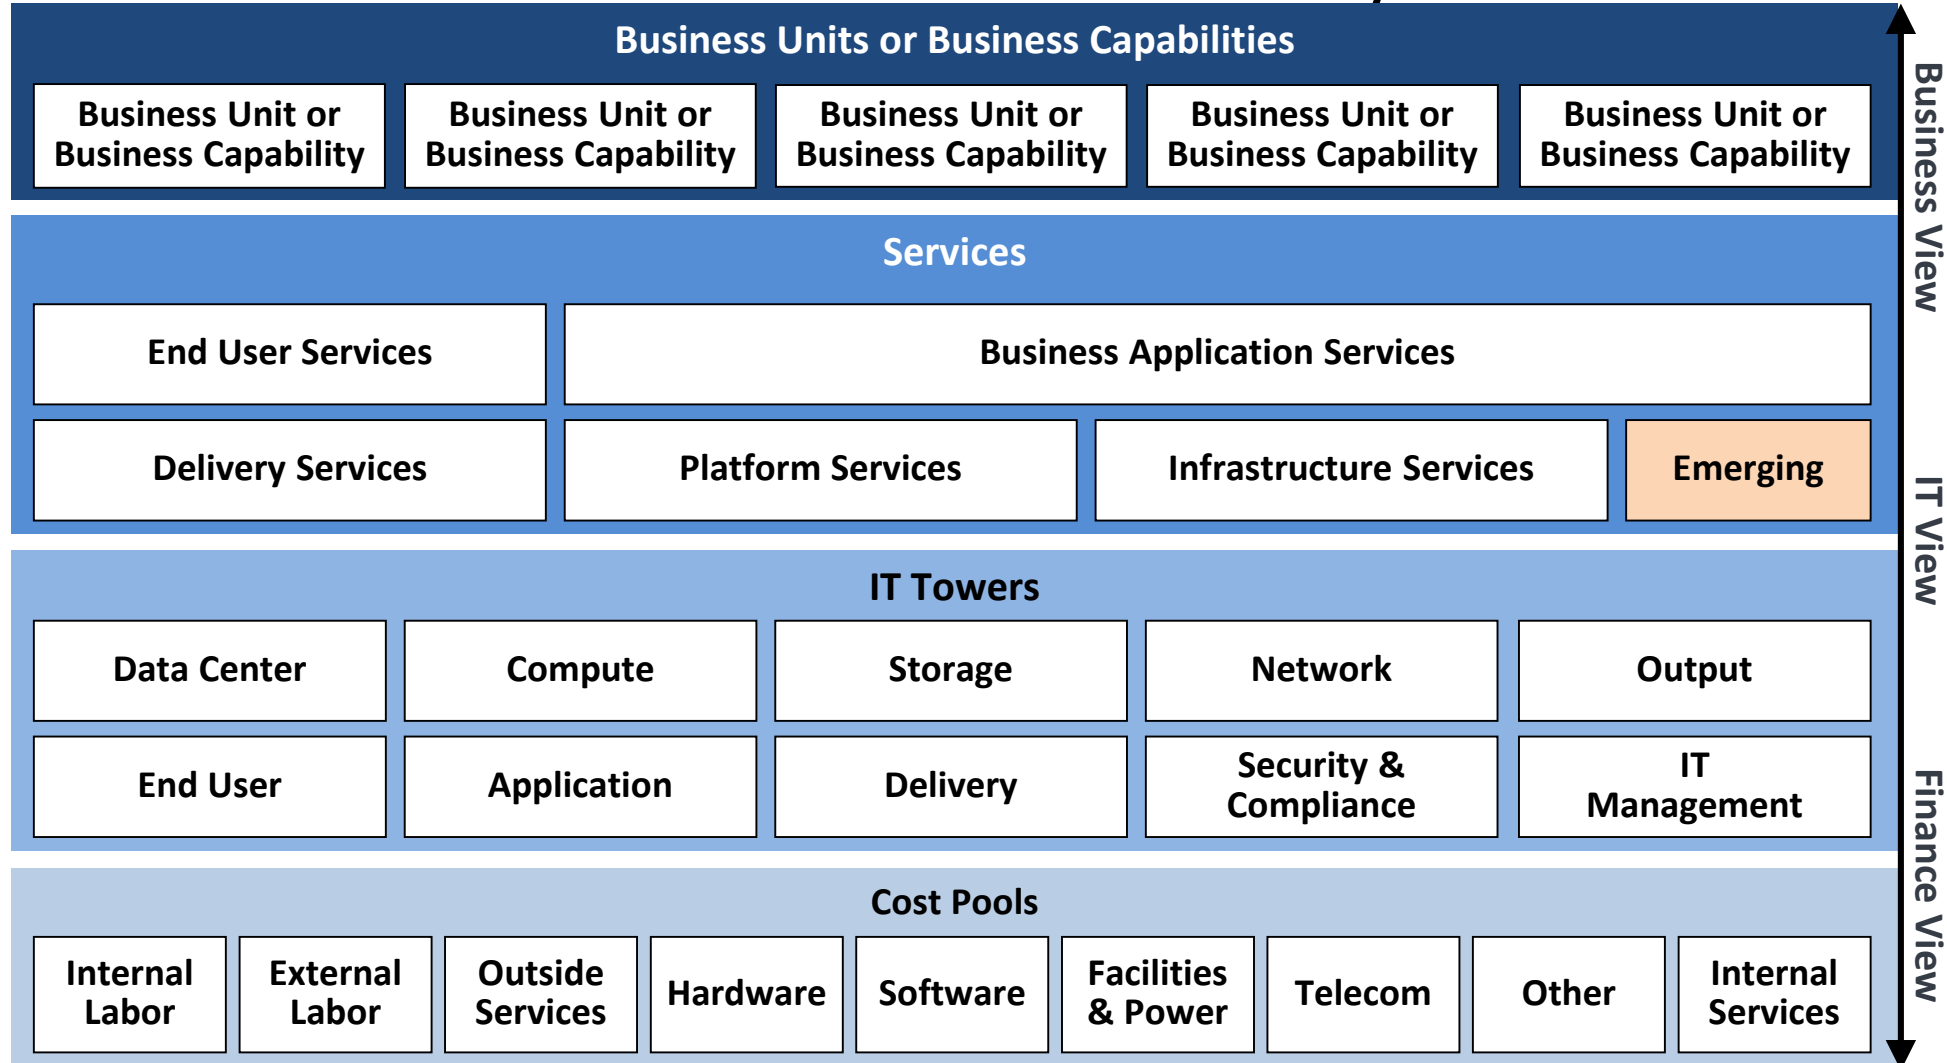 Business Units or Business Capabilities
Business Unit or
Business Capability
Business Unit or
Business Capability
Business Unit or
Business Capability
Business Unit or
Business Capability
Business Unit or
Business Capability
Services
End User Services
Business Application Services
Delivery Services
Platform Services
Infrastructure Services
Emerging
IT Towers
Data Center
Compute
Storage
Network
Output
End User
Application
Delivery
Security &
Compliance
IT
Management
Cost Pools
Internal
Labor
External
Labor
Outside
Services
Hardware
Software
Facilities
& Power
Telecom
Other
Internal
Services
Business View
IT View
Finance View